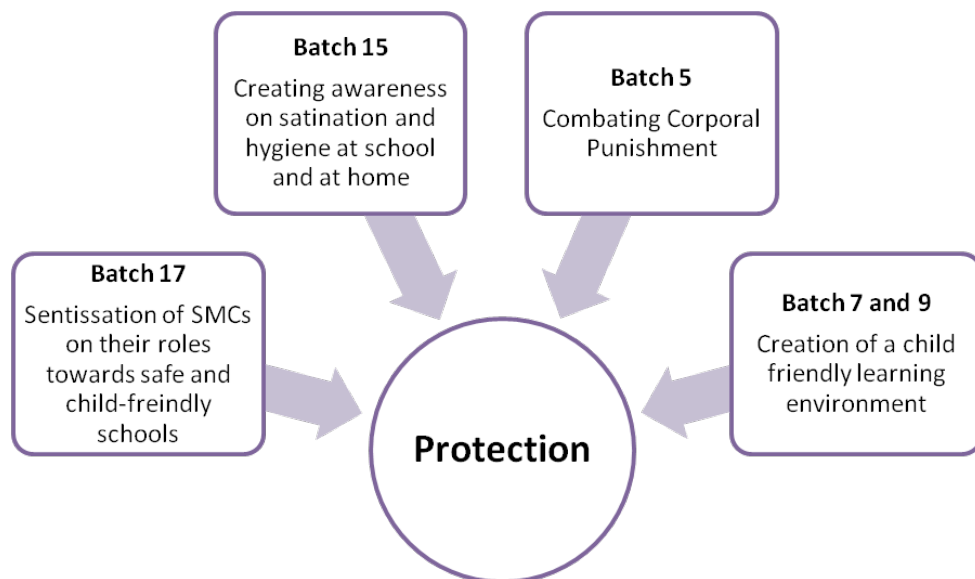 Batch 15
Creating awareness
on satination and
hygiene at school
and at home
Batch 5
Combating Corporal
Punishment
Batch 17
Sentissation of SMCs
on their roles
towards safe and
child-freindly
schools
Batch 7 and 9
Creation of a child
friendly learning
environment
Protection